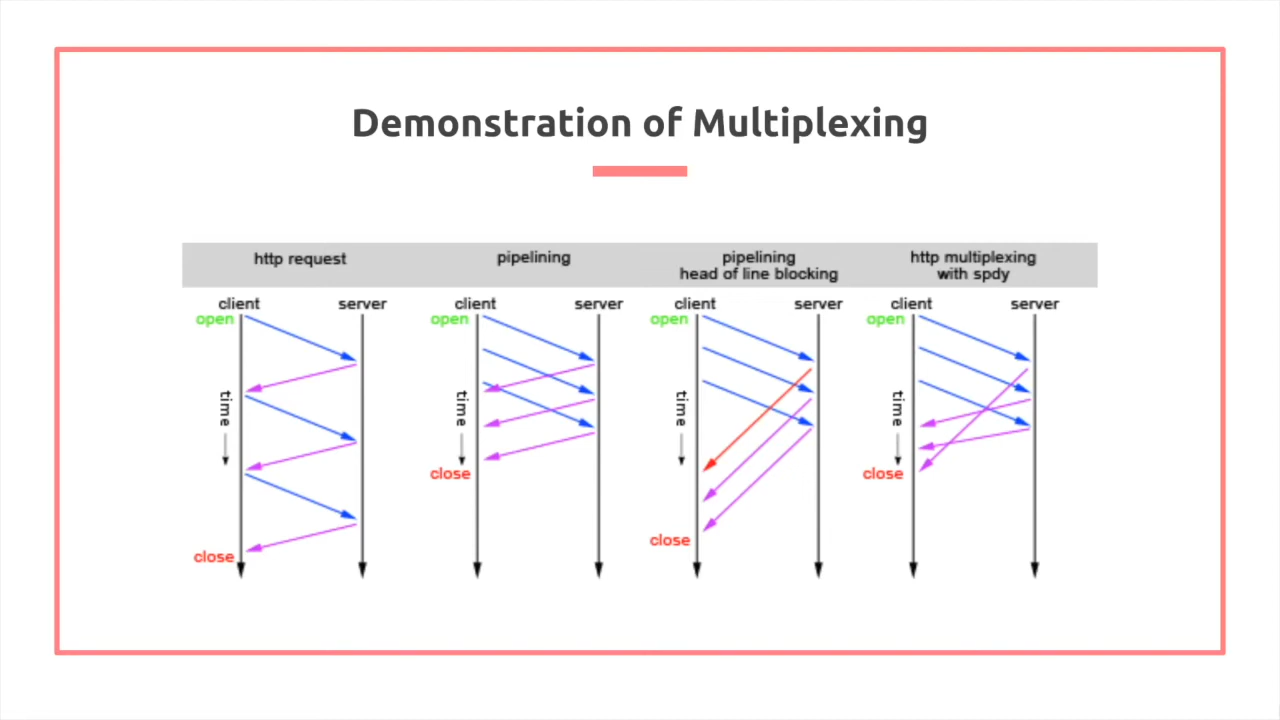 Demonstration of Multiplexing
http request
pipelining
pipelining
head of line blocking
http multiplexing
with spdy
client
server
open
time
close
client
server
open
time
close
client
server
open
time
close
client
server
open
time
close